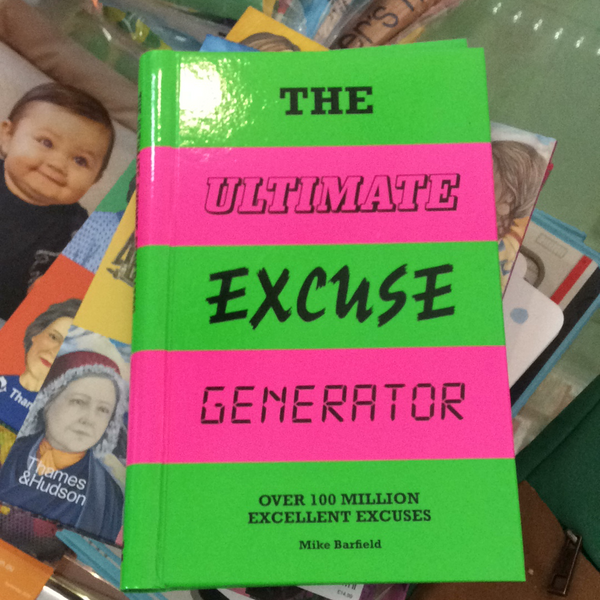 THE
ULTIMATE
EXCUSE
GENERATOR
OVER 100 MILLION
EXCELLENT EXCUSES
Mike Barfield
Thames
&Hudson